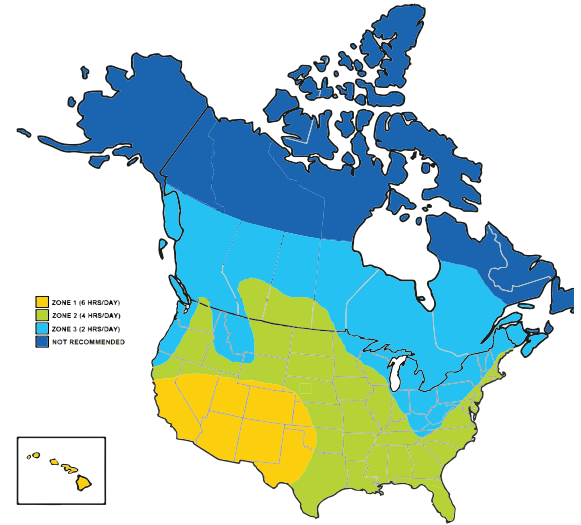 ZONE 1 (6 HRS/DAY)
ZONE 2 (4 HRS/DAY)
ZONE 3 (2 HRS/DAY)
NOT RECOMMENDED